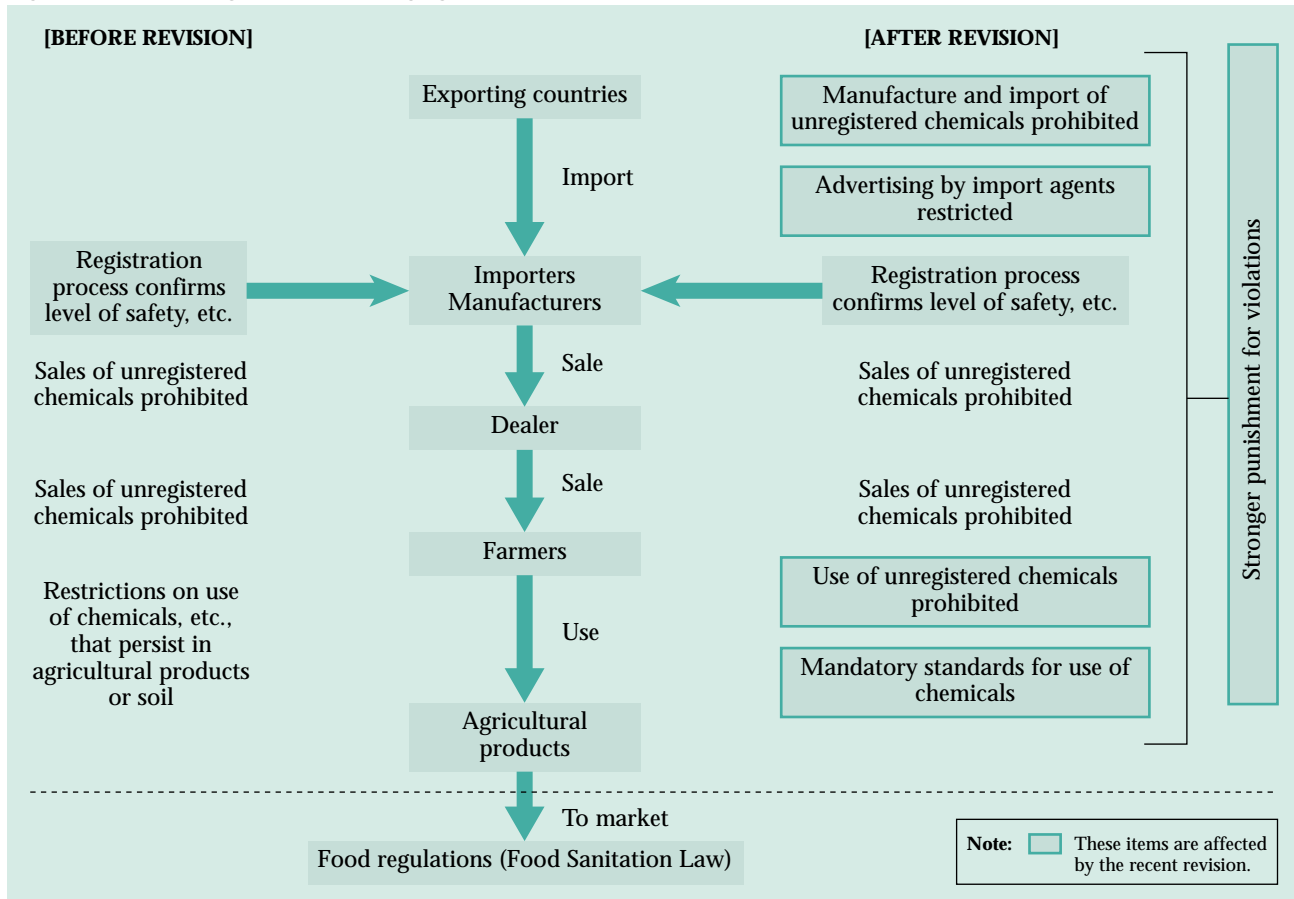 [BEFORE REVISION]
[AFTER REVISION]
Exporting countries
Manufacture and import of
unregistered chemicals prohibited
Import
Advertising by import agents
restricted
Registration
process confirms
level of safety, etc.
Importers
Manufacturers
Registration process
confirms level of safety, etc.
Sales of unregistered
chemicals prohibited
Sale
Sales of unregistered
chemicals prohibited
Dealer
Sales of unregistered
chemicals prohibited
Sale
Sales of unregistered
chemicals prohibited
Farmers
Restrictions on use
of chemicals, etc.,
that persist in
agricultural products
or soil
Use
Use of unregistered chemicals
prohibited
Mandatory standards for use of
chemicals
Agricultural
products
Stronger punishment for violations
To market
Food regulations (Food Sanitation Law)
Note: These items are affected
by the recent revision.